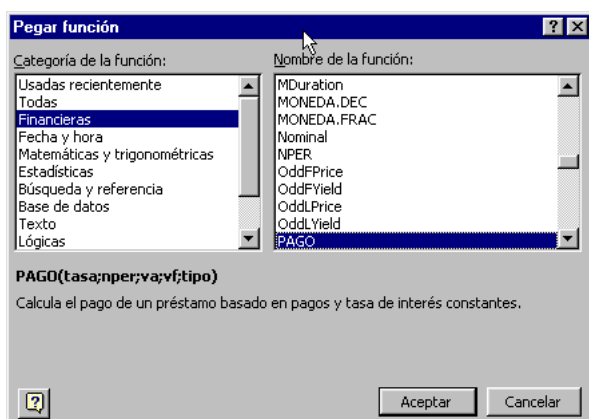 Pegar función
Categoría de la función:
Nombre de la función:
Usadas recientemente
Todas
Financieras
Fecha y hora
Matemáticas y trigonométricas
Estadísticas
Búsqueda y referencia
Base de datos
Texto
Lógicas
MDuration
MONEDA.DEC
MONEDA.FRAC
Nominal
NPER
OddFPrice
OddFYield
OddLPrice
OddLYield
PAGO
PAGO(tasa;nper;va;vf;tipo)
Calcula el pago de un préstamo basado en pagos y tasa de interés constantes.
Aceptar
Cancelar